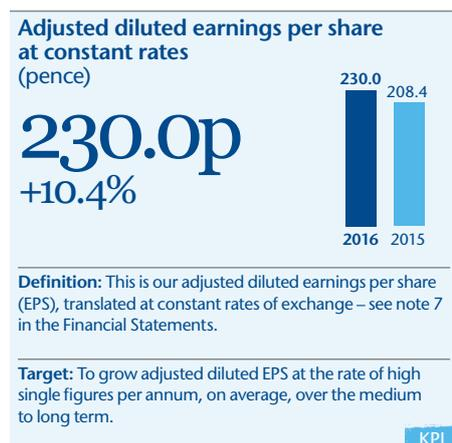 Adjusted diluted earnings per share
at constant rates
(pence)
230.0p
+10.4%
230.0
208.4
2016 2015
Definition: This is our adjusted diluted earnings per share
(EPS), translated at constant rates of exchange – see note 7
in the Financial Statements.
Target: To grow adjusted diluted EPS at the rate of high
single figures per annum, on average, over the medium
to long term.
KPI